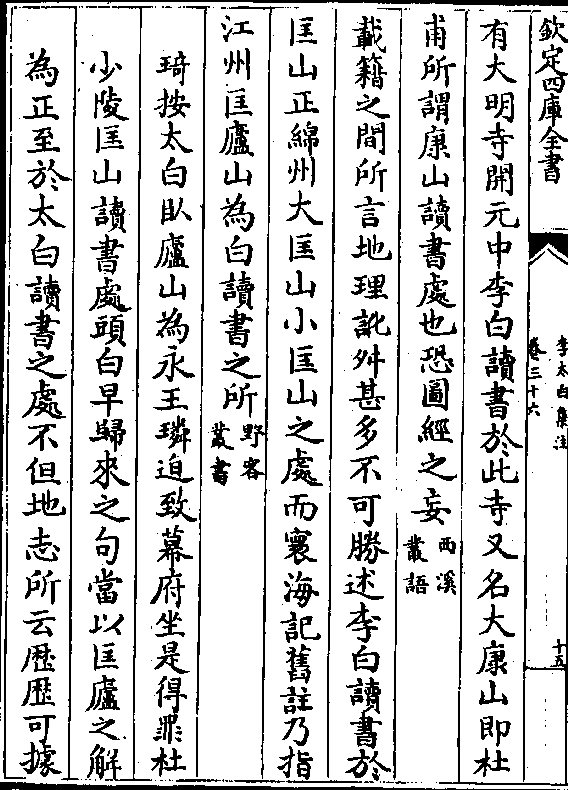 欽定四庫全書
李太白集注
卷三十六
十五
有大明寺開元中李白讀書於此寺又名大康山即杜
甫所謂康山讀書處也恐圖經之妄西溪叢語
載籍之間所言地理訛舛甚多不可勝述李白讀書於
匡山正綿州大匡山小匡山之處而寰海記舊註乃指
江州匡廬山為白讀書之所野客叢書
琦按太白臥廬山為永王璘迫致幕府坐是得罪杜
少陵匡山讀書處頭白早歸來之句當以匡廬之解
為正至於太白讀書之處不但地志所云歴歴可據